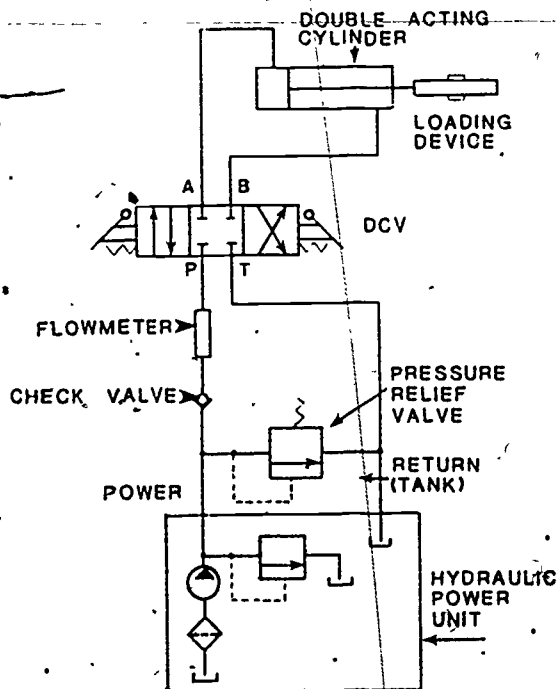 DOUBLE ACTING
CYLINDER
LOADING
DEVICE
A B
DCV
P T
FLOWMETER
CHECK VALVE
PRESSURE
RELIEF
VALVE
RETURN
(TANK)
POWER
HYDRAULIC
POWER
UNIT